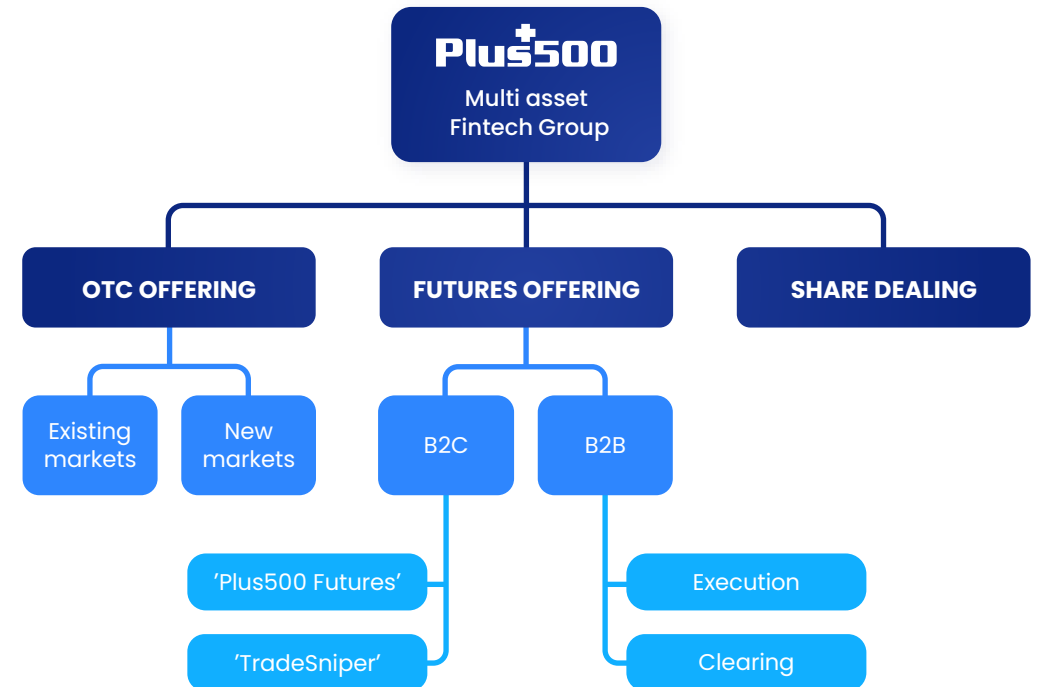 Plus500
Multi asset
Fintech Group
OTC OFFERING
FUTURES OFFERING
SHARE DEALING
Existing
markets
New
markets
B2C
B2B
’Plus500 Futures’
Execution
’TradeSniper’
Clearing